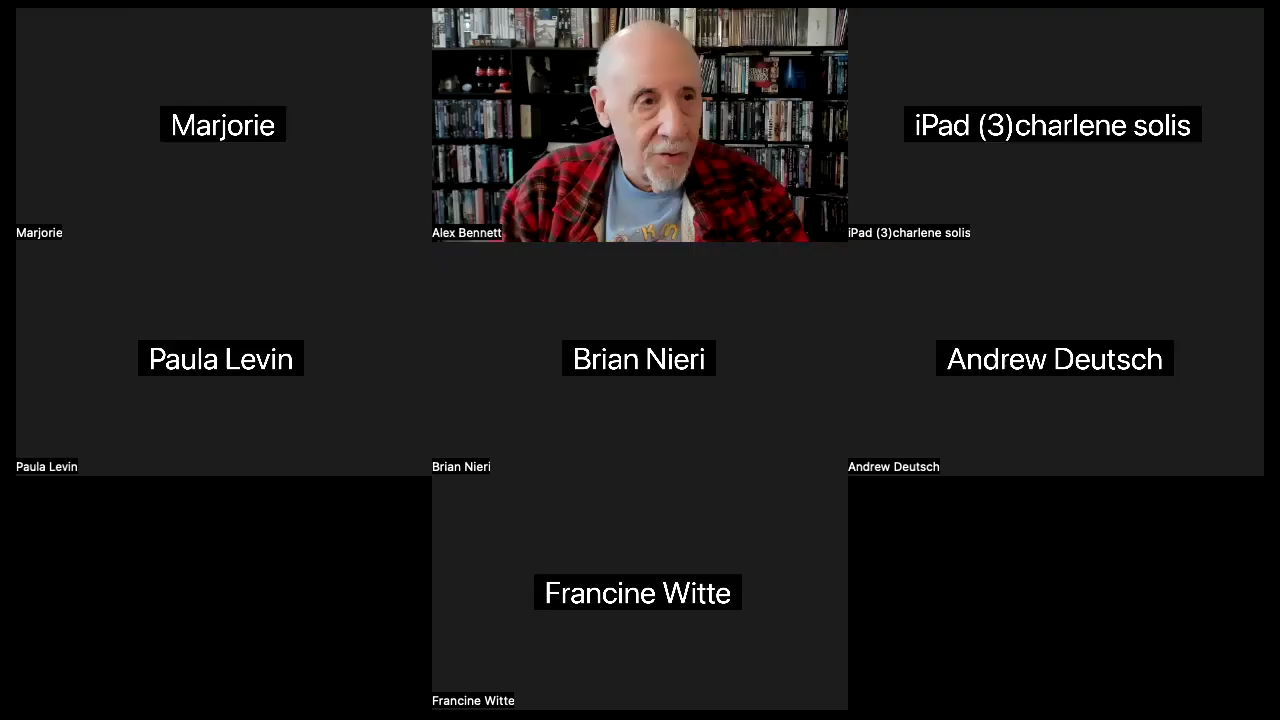 Marjorie
iPad (3)charlene solis
Marjorie
Alex Bennett
iPad (3)charlene solis
Paula Levin
Brian Nieri
Andrew Deutsch
Paula Levin
Brian Nieri
Andrew Deutsch
Francine Witte
Francine Witte